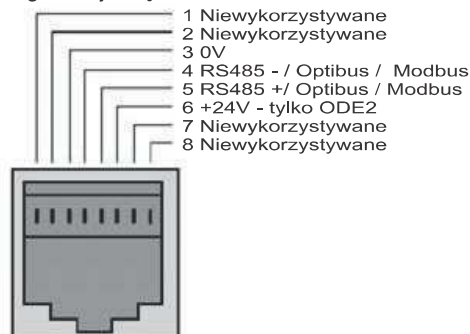 1 Niewykorzystywane
2 Niewykorzystywane
3 0V
4 RS485 - / Optibus / Modbus
5 RS485 +/ Optibus / Modbus
6 +24V - tylko ODE2
7 Niewykorzystywane
8 Niewykorzystywane